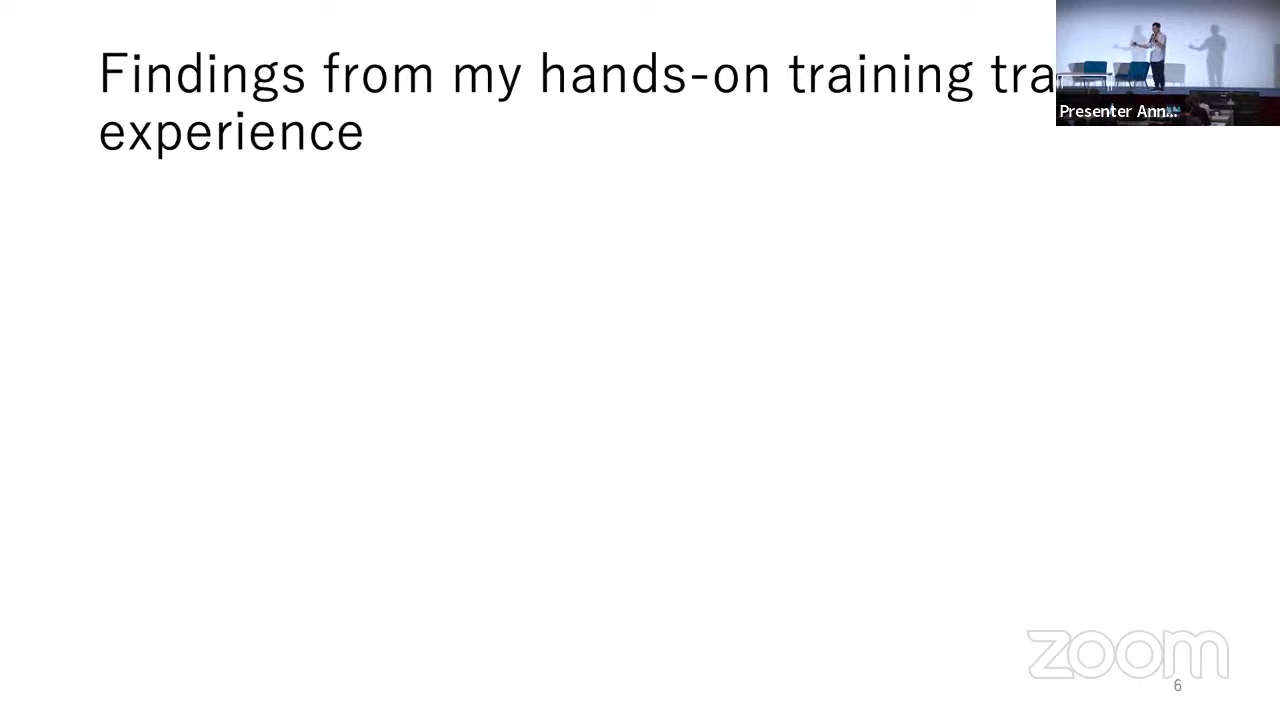 Findings from my hands-on training tra
experience
Presenter Ann...
zoom
6